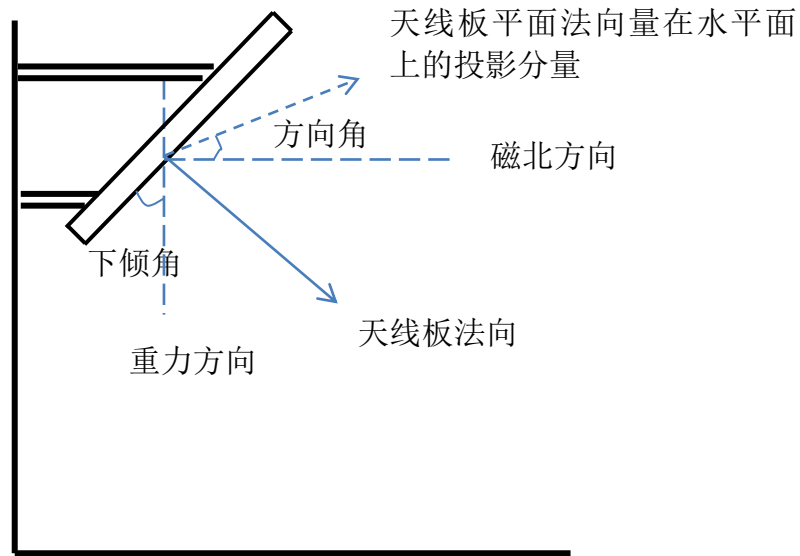 天线板平面法向量在水平面
上的投影分量
方向角
磁北方向
下倾角
天线板法向
重力方向